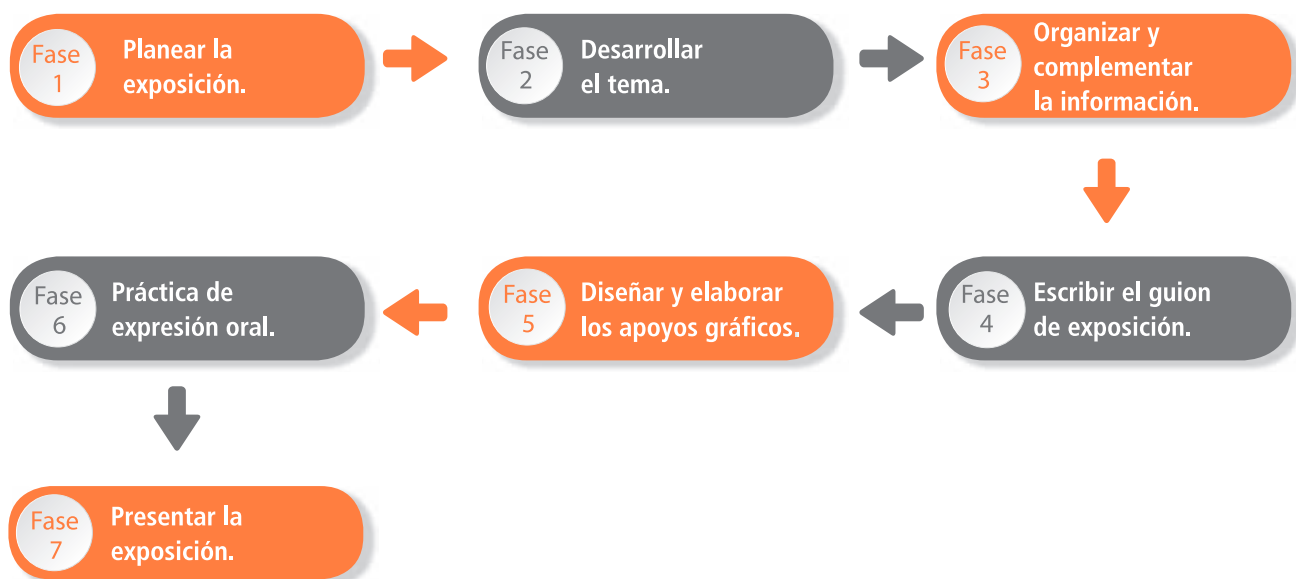 Fase
1
Planear la
exposición.
Fase
2
Desarrollar
el tema.
Fase
3
Organizar y
complementar
la información.
Fase
4
Escribir el guion
de exposición.
Fase
5
Diseñar y elaborar
los apoyos gráficos.
Fase
6
Práctica de
expresión oral.
Fase
7
Presentar la
exposición.